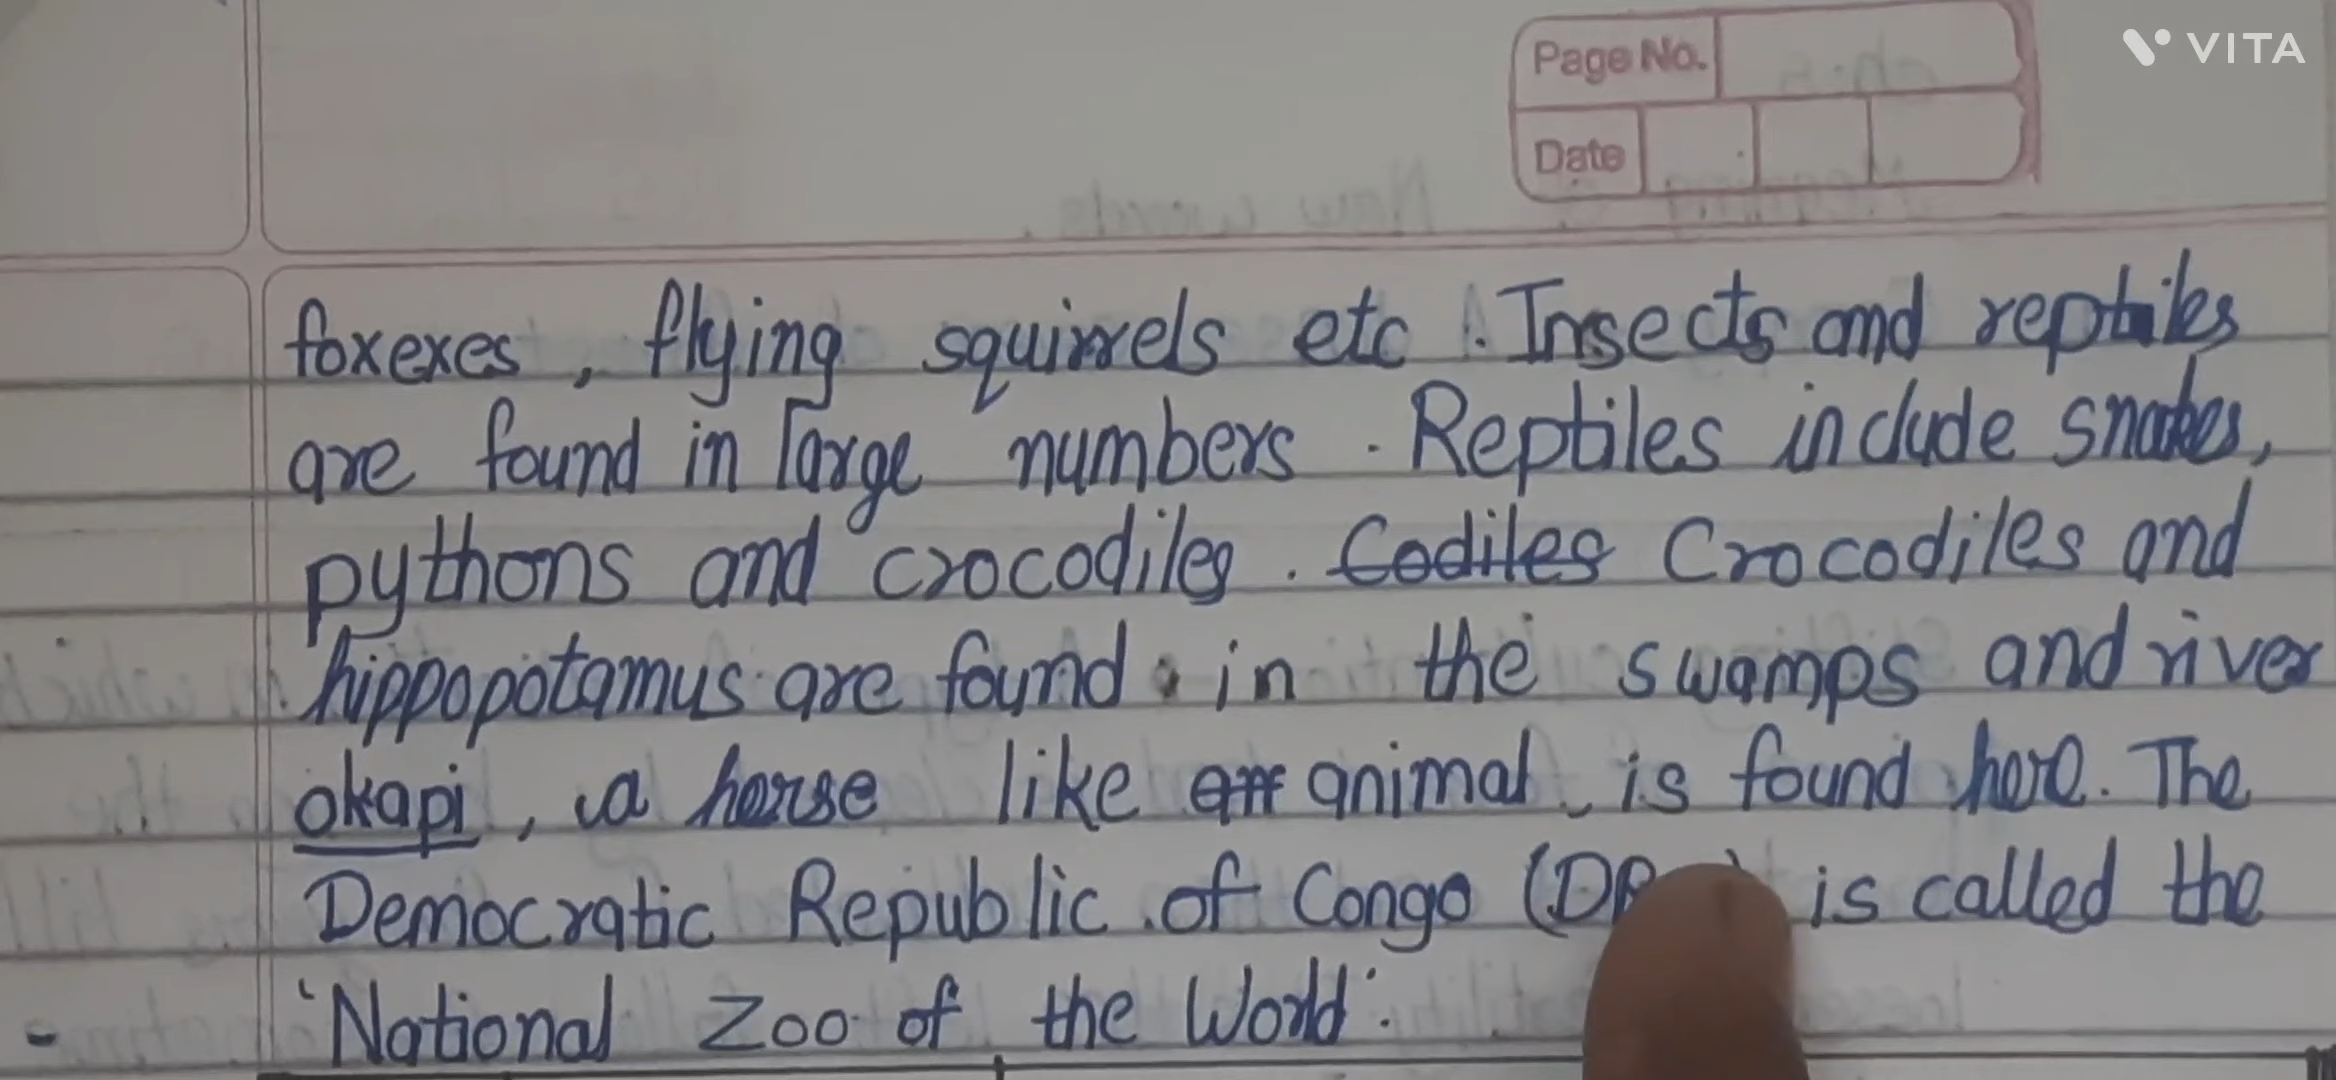 VITA
Page No.
Date
foxexes, flying squirrels etc. Insects and reptiles
are found in large numbers. Reptiles include snakes,
pythons and crocodiles. Codiles Crocodiles and
hippopotamus are found in the swamps and river
okapi, a horse like an animal, is found here. The
Democratic Republic of Congo (DR ) is called the
'National Zoo of the World'.